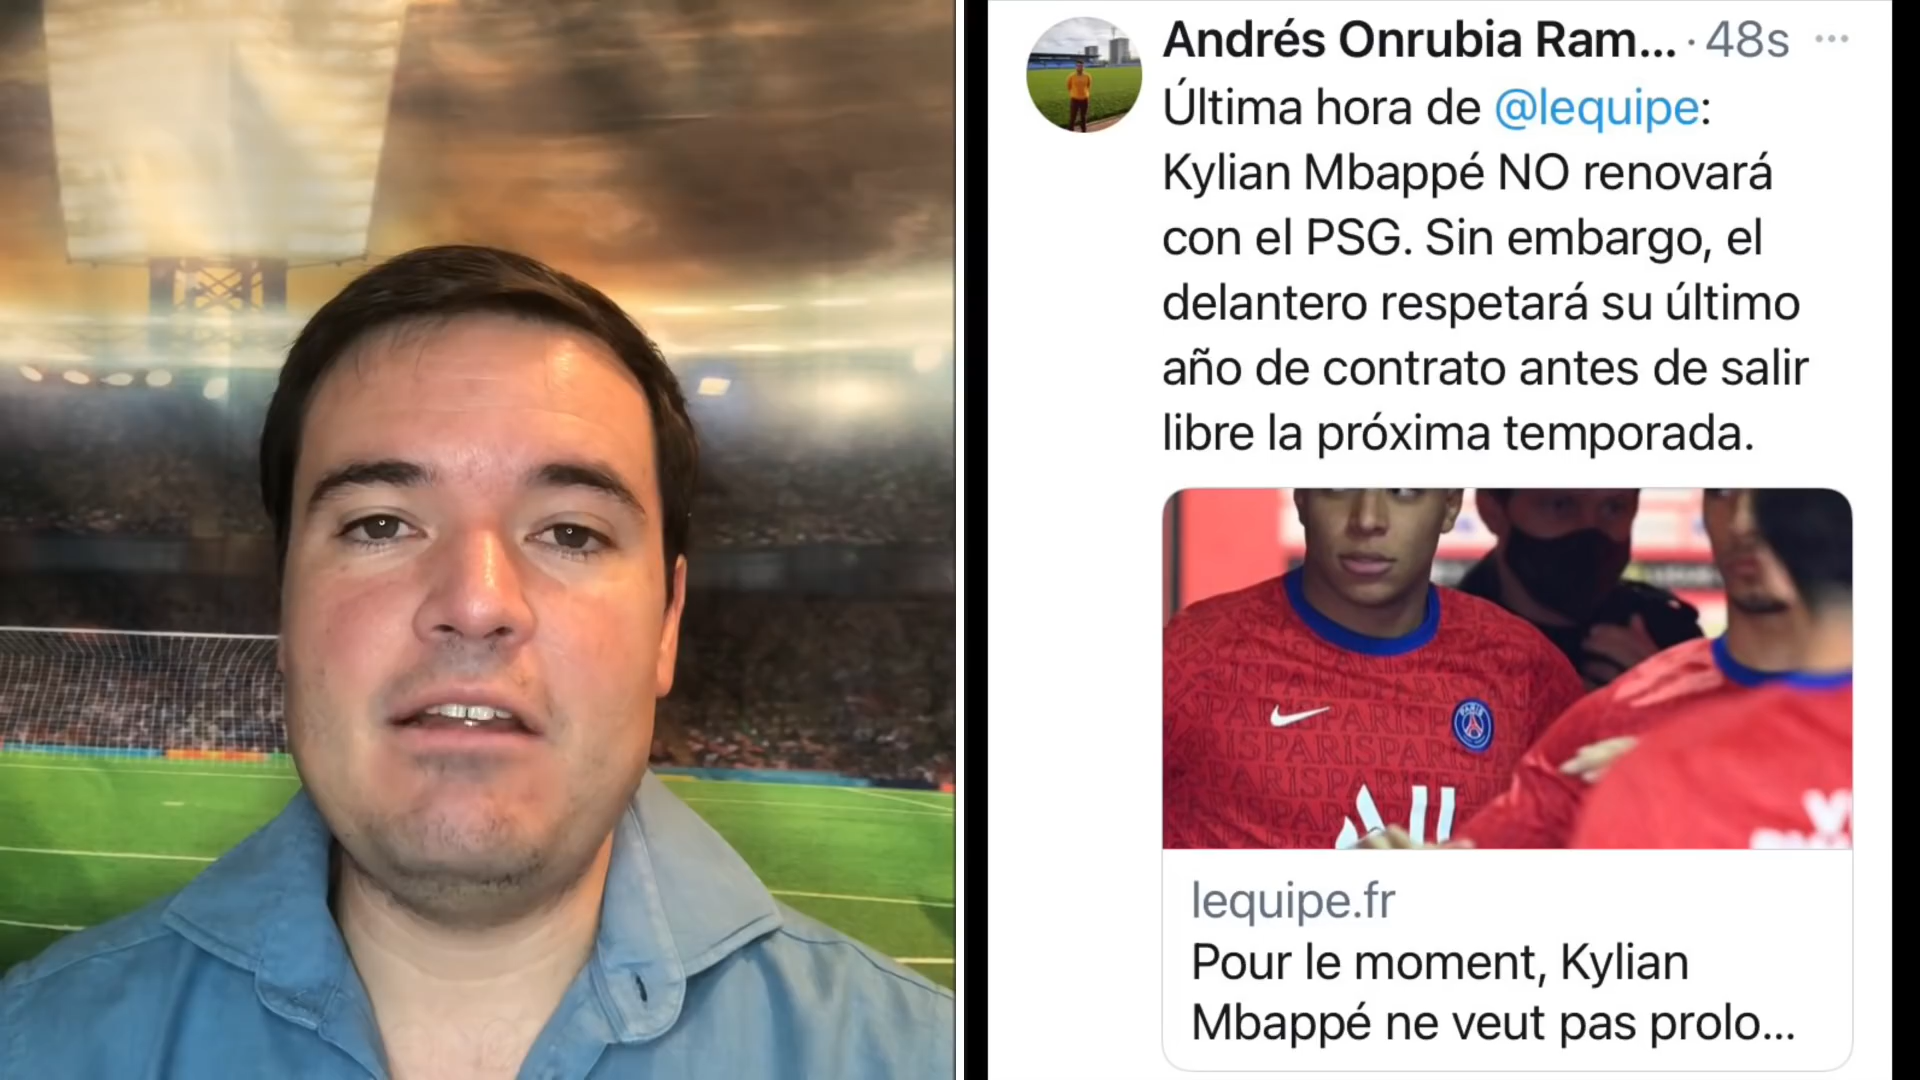 Andrés Onrubia Ram... · 48s
Última hora de @lequipe:
Kylian Mbappé NO renovará
con el PSG. Sin embargo, el
delantero respetará su último
año de contrato antes de salir
libre la próxima temporada.
PARIS
lequipe.fr
Pour le moment, Kylian
Mbappé ne veut pas prolo...